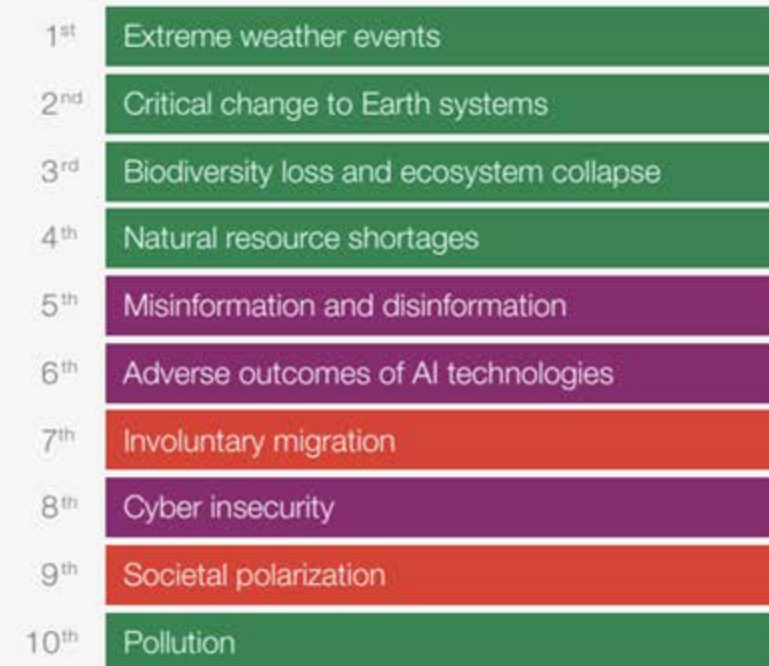 1st Extreme weather events
2nd Critical change to Earth systems
3rd Biodiversity loss and ecosystem collapse
4th Natural resource shortages
5th Misinformation and disinformation
6th Adverse outcomes of AI technologies
7th Involuntary migration
8th Cyber insecurity
9th Societal polarization
10th Pollution